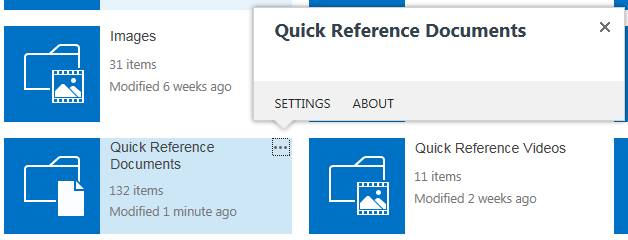 Images
31 items
Modified 6 weeks ago
Quick Reference Documents
SETTINGS ABOUT
Quick Reference
Documents
132 items
Modified 1 minute ago
Quick Reference Videos
11 items
Modified 2 weeks ago